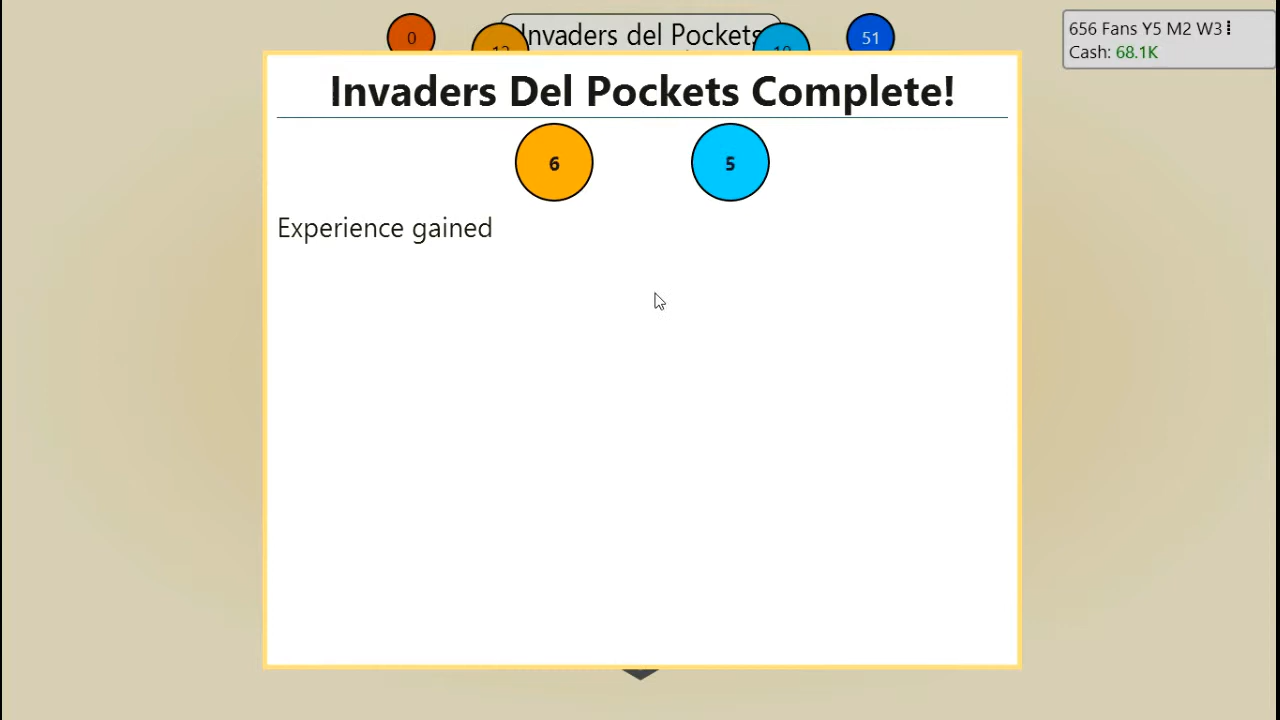 0
Invaders del Pockets
51
656 Fans Y5 M2 W3
Cash: 68.1K
Invaders Del Pockets Complete!
6
5
Experience gained